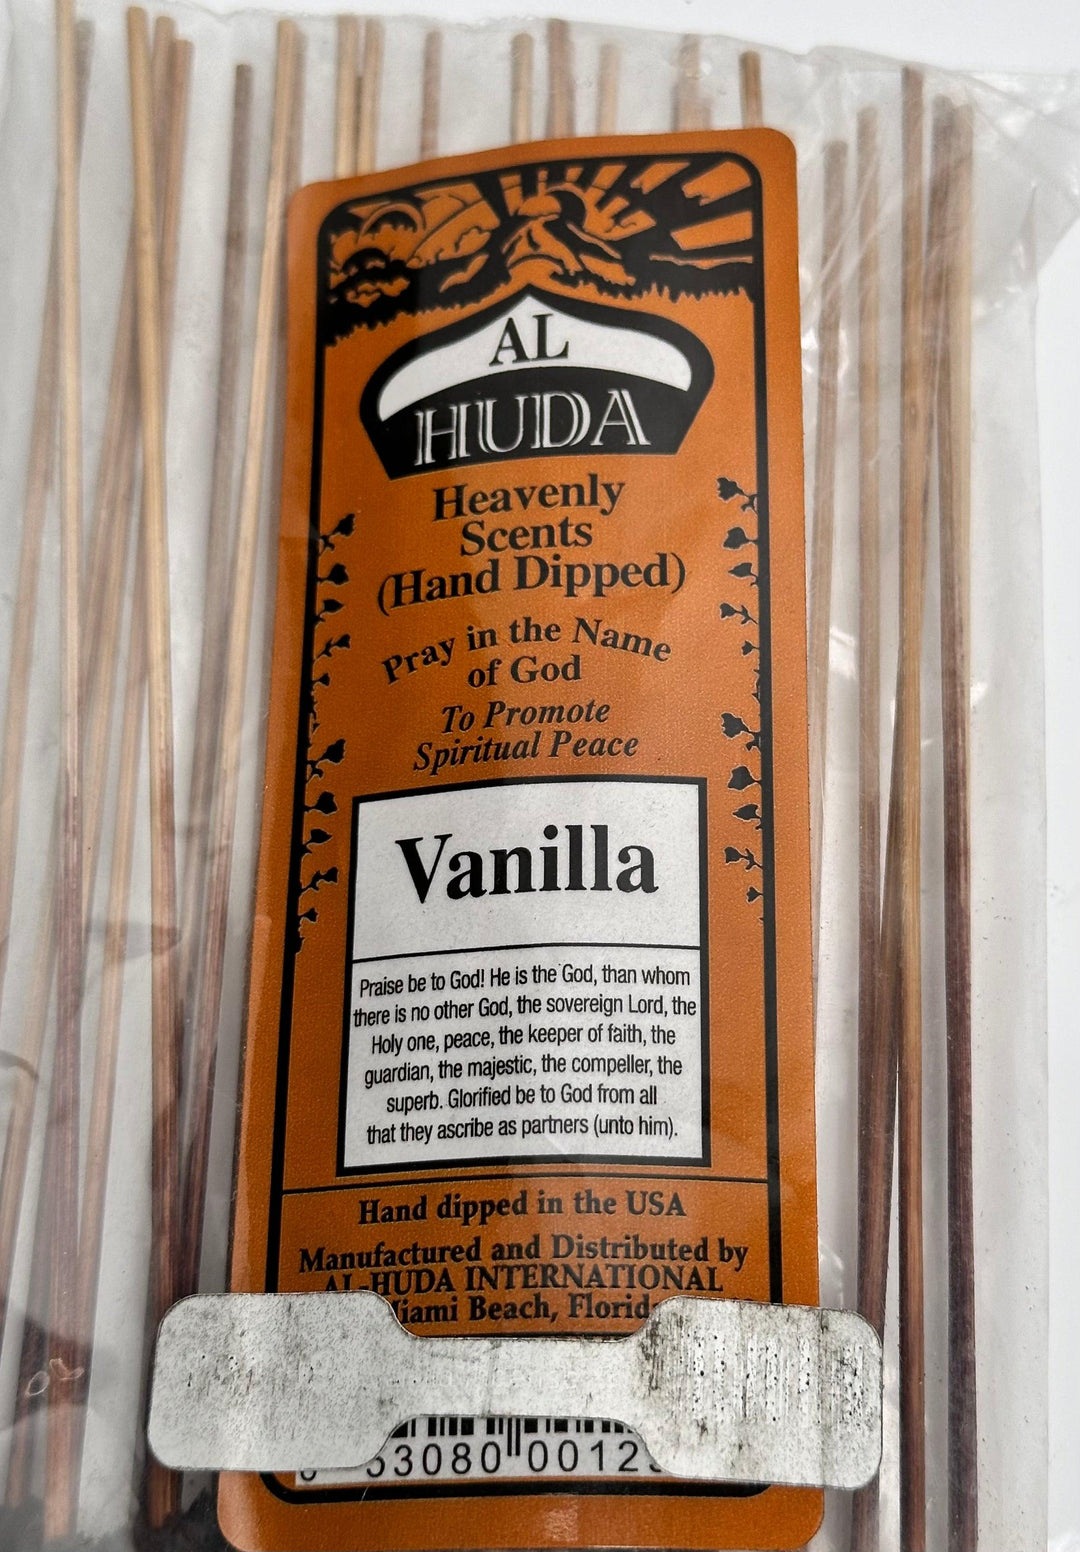 AL
HUDA
Heavenly
Scents
(Hand Dipped)
Pray in the Name
of God
To Promote
Spiritual Peace
Vanilla
Praise be to God! He is the God, than whom
there is no other God, the sovereign Lord, the
Holy one, peace, the keeper of faith, the
guardian, the majestic, the compeller, the
superb. Glorified be to God from all
that they ascribe as partners (unto him).
Hand dipped in the USA
Manufactured and Distributed by
AL-HUDA INTERNATIONAL
Beach,
53080 0012